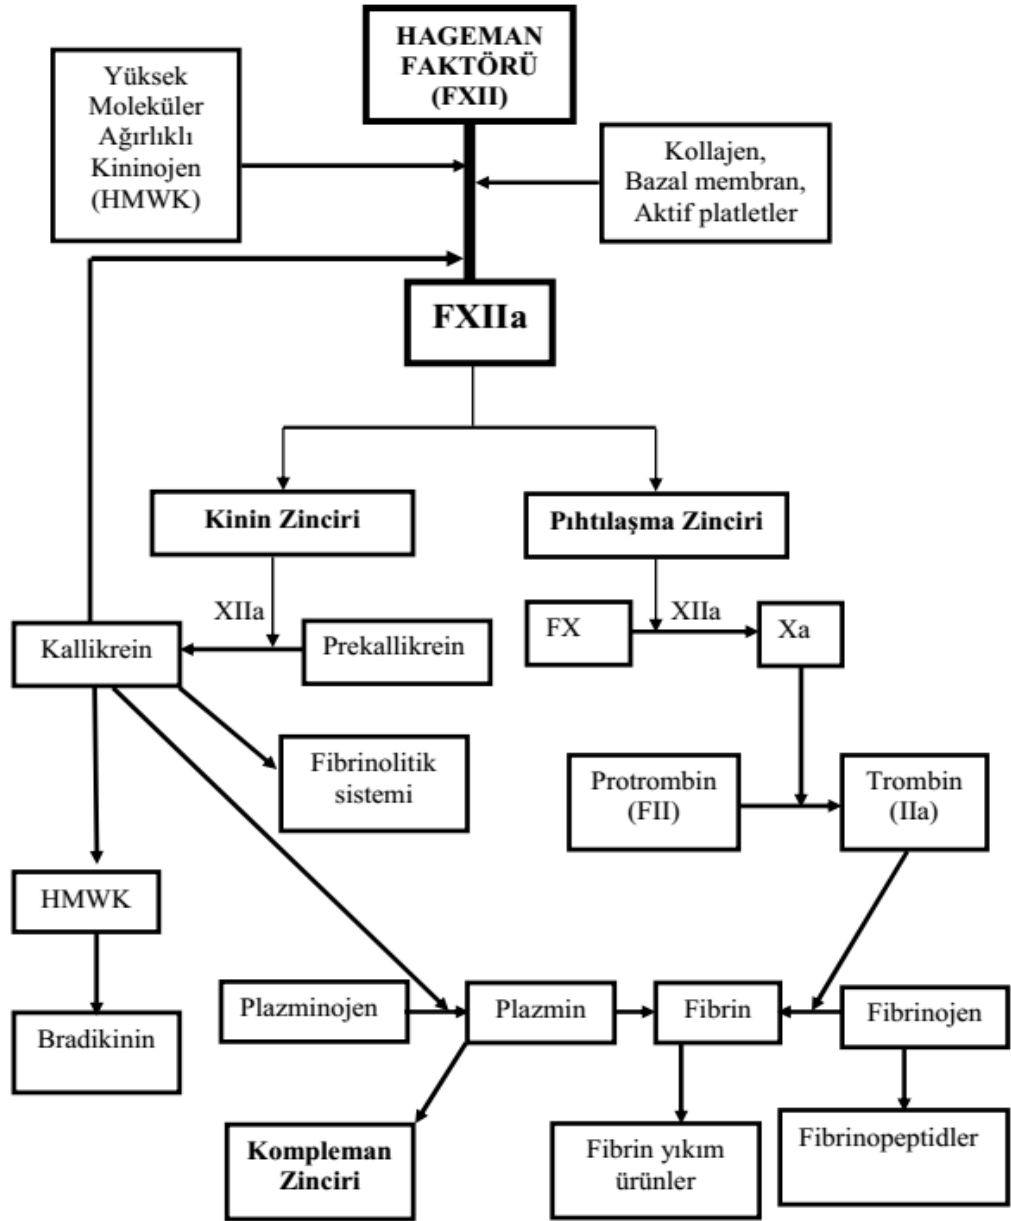 HAGEMAN
FAKTÖRÜ
(FXII)
Yüksek
Moleküler
Ağırlıklı
Kininojen
(HMWK)
Kollajen,
Bazal membran,
Aktif platletler
FXIIa
Kinin Zinciri
Pıhtılaşma Zinciri
XIIa
Kallikrein
Prekallikrein
FX
XIIa
Xa
Fibrinolitik
sistemi
Protrombin
(FII)
Trombin
(IIa)
HMWK
Bradikinin
Plazminojen
Plazmin
Fibrin
Fibrinojen
Kompleman
Zinciri
Fibrin yıkım
ürünler
Fibrinopeptidler